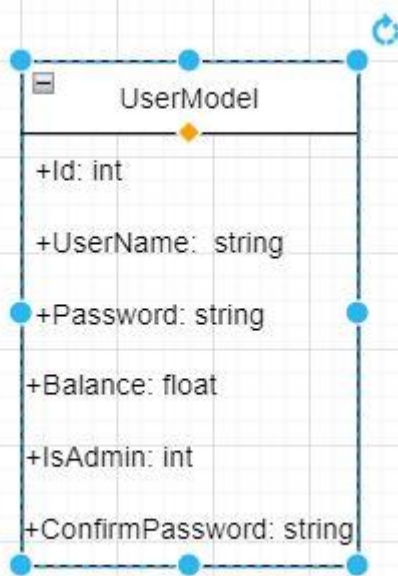 UserModel
+Id: int
+UserName:  string
+Password: string
+Balance: float
+IsAdmin: int
+ConfirmPassword: string